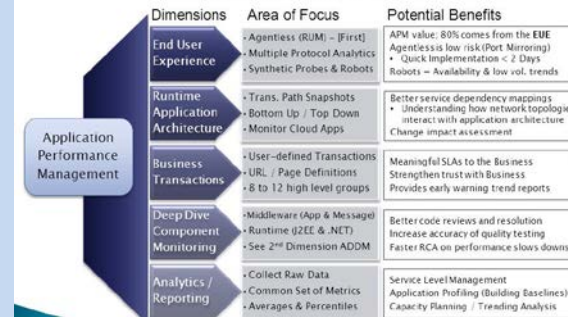 Dimensions
Area of Focus
Potential Benefits
Application
Performance
Management
End User
Experience
• Agentless (RUM) – [First]
• Multiple Protocol Analytics
• Synthetic Probes & Robots
APM value; 80% comes from the EUE
Agentless is low risk (Port Mirroring)
• Quick Implementation < 2 Days
Robots = Availability & low vol. trends
Runtime
Application
Architecture
• Trans. Path Snapshots
• Bottom Up / Top Down
• Monitor Cloud Apps
Better service dependency mappings
• Understanding how network topologie
interact with application architecture
Change impact assessment
Business
Transactions
• User-defined Transactions
• URL / Page Definitions
• 8 to 12 high level groups
Meaningful SLAs to the Business
Strengthen trust with Business
Provides early warning trend reports
Deep Dive
Component
Monitoring
• Middleware (App & Message)
• Runtime (J2EE & .NET)
• See 2nd Dimension ADDM
Better code reviews and resolution
Increase accuracy of quality testing
Faster RCA on performance slows downs
Analytics /
Reporting
• Collect Raw Data
• Common Set of Metrics
• Averages & Percentiles
Service Level Management
Application Profiling (Building Baselines)
Capacity Planning / Trending Analysis